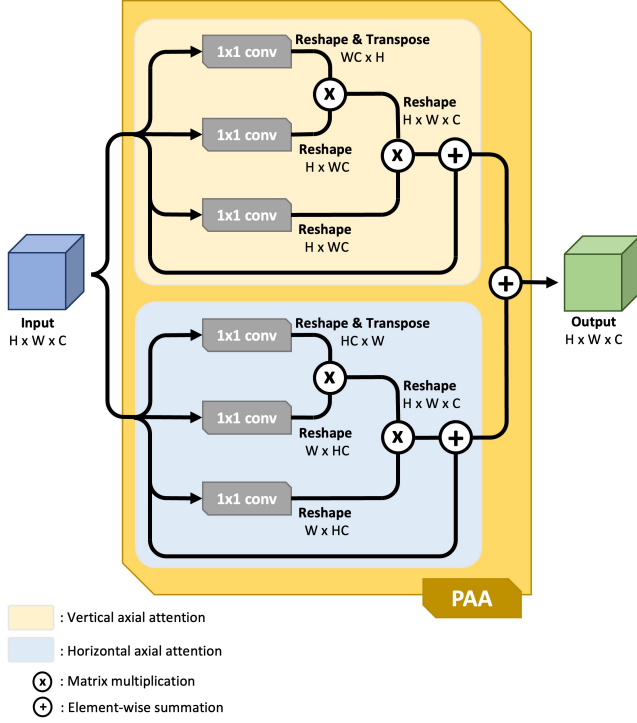 1x1 conv
Reshape & Transpose
WC x H
X
1x1 conv
Reshape
H x WC
Reshape
H x W x C
X
+
1x1 conv
Reshape
H x WC
Input
H x W x C
+
Output
H x W x C
1x1 conv
Reshape & Transpose
HC x W
X
1x1 conv
Reshape
W x HC
Reshape
H x W x C
X
+
1x1 conv
Reshape
W x HC
PAA
: Vertical axial attention
: Horizontal axial attention
X : Matrix multiplication
+ : Element-wise summation